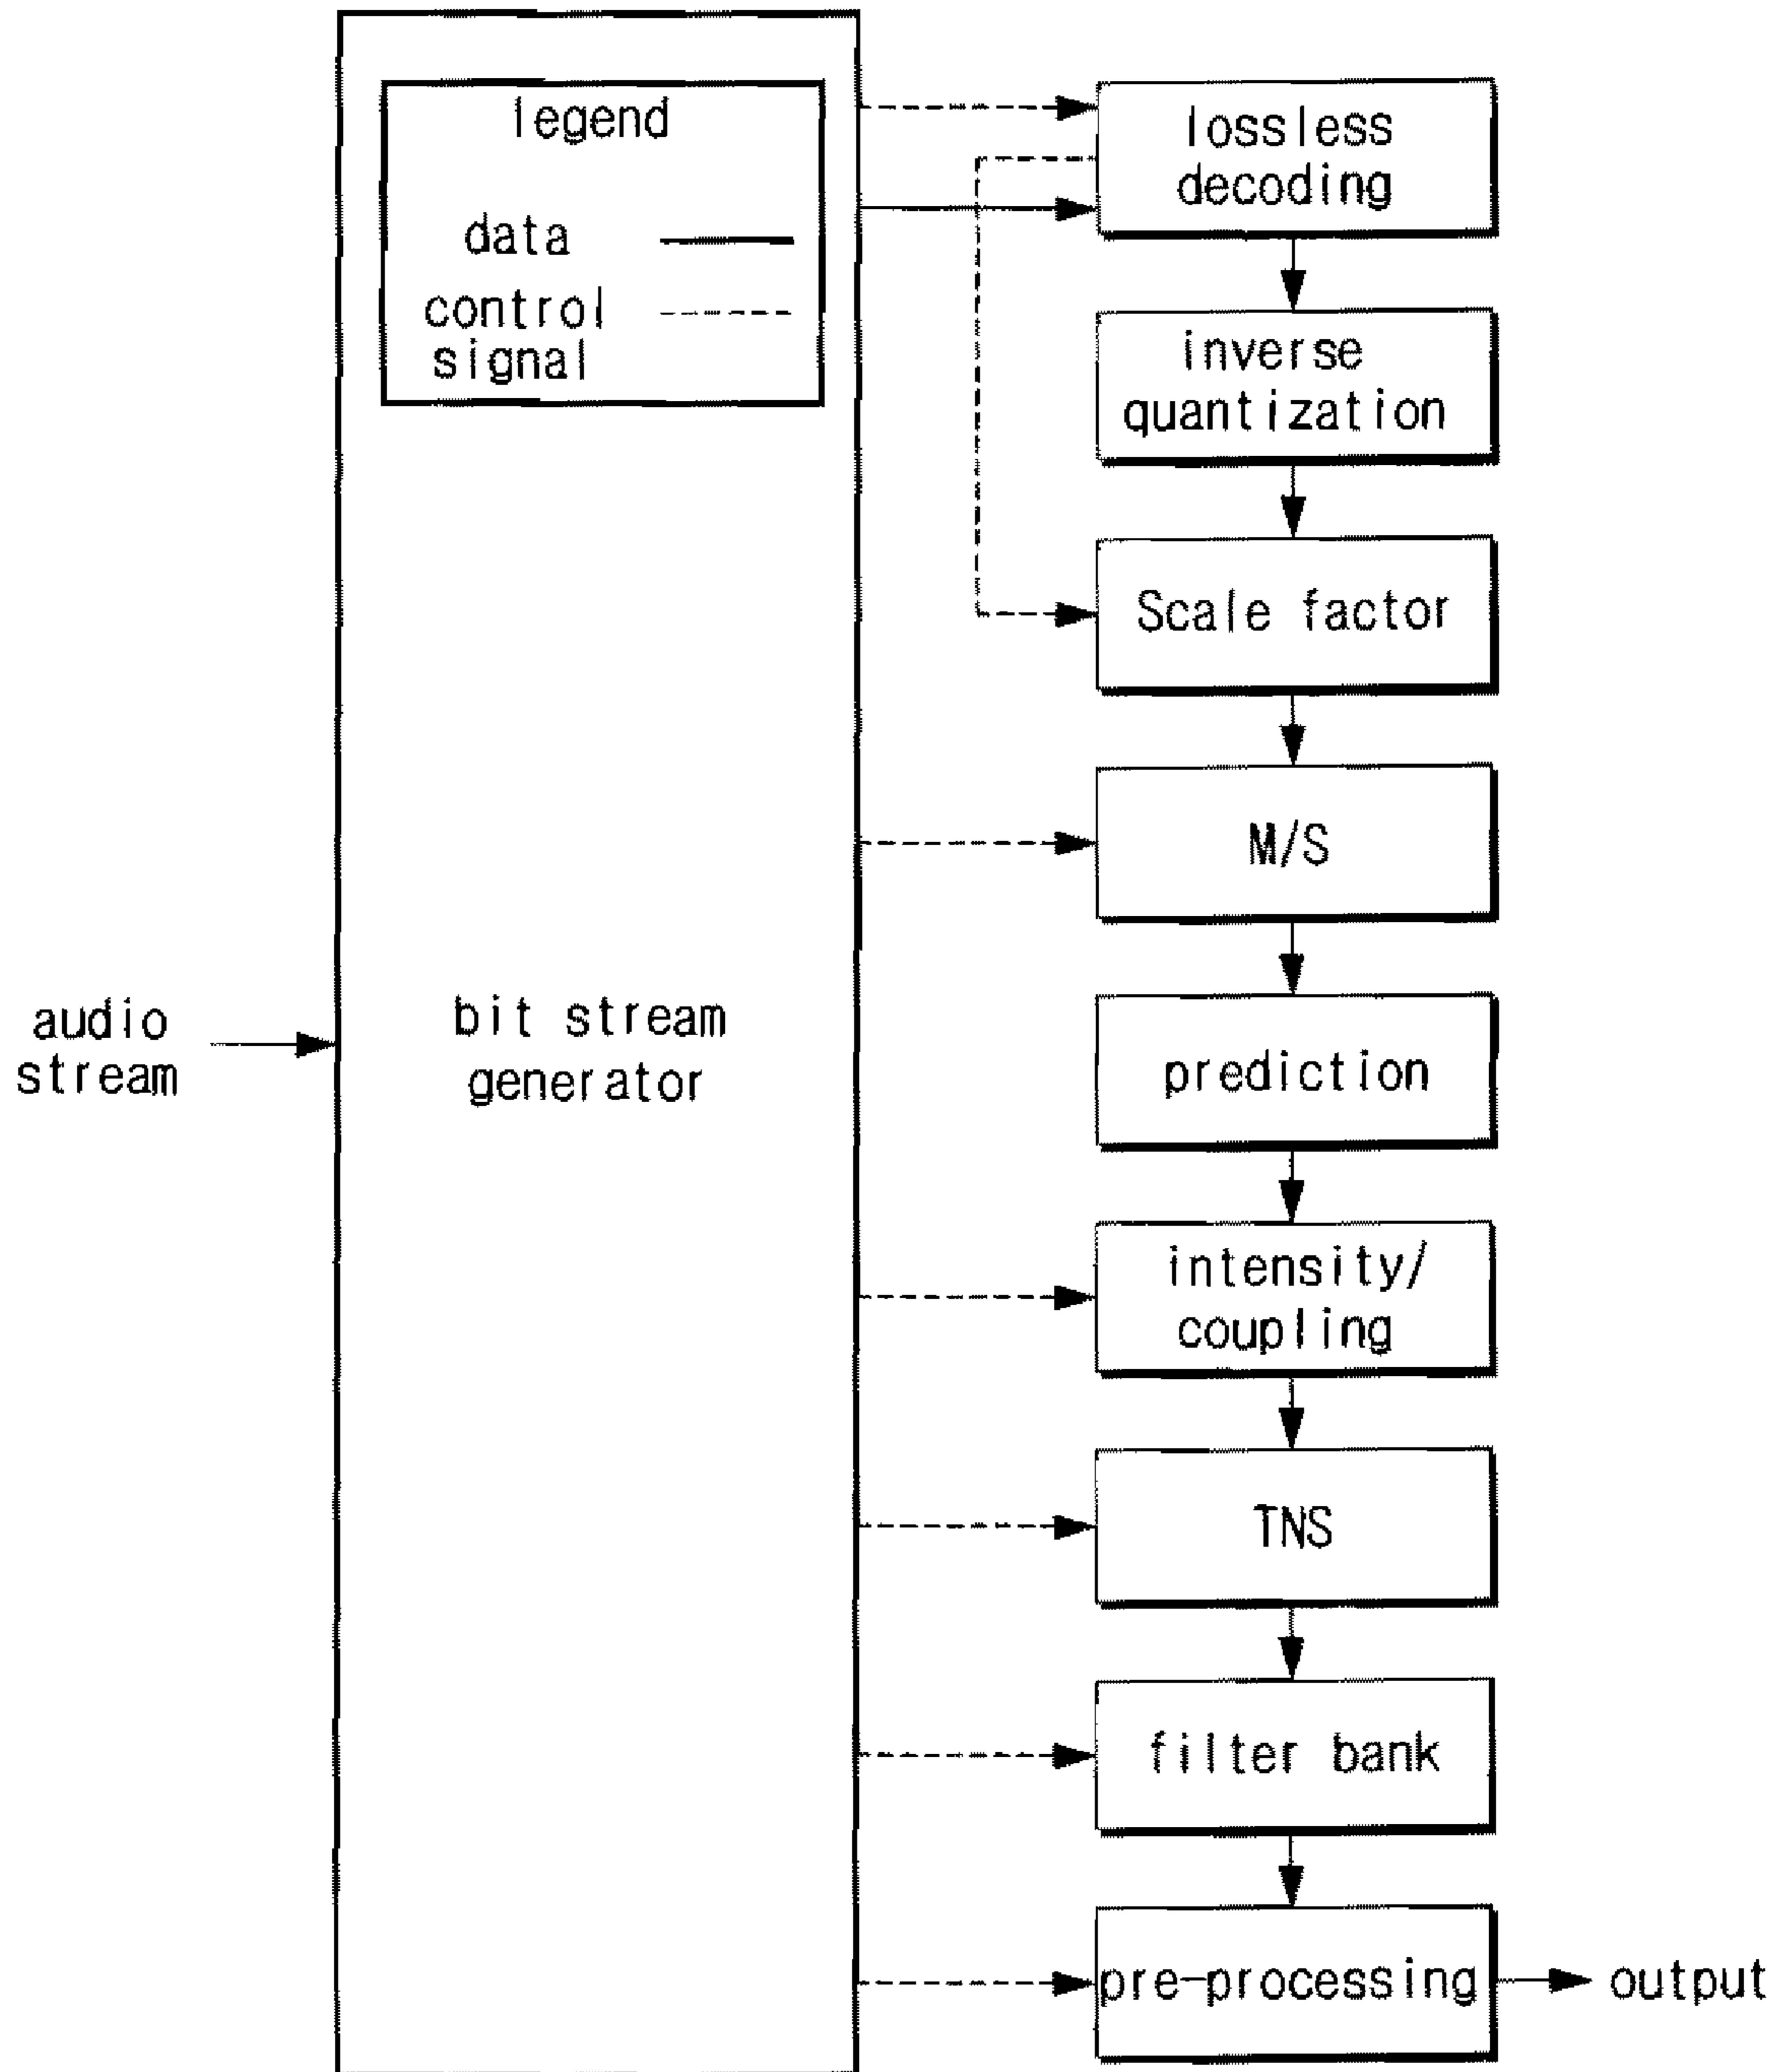 legend
data
control
signal
audio
stream
bit stream
generator
lossless
decoding
inverse
quantization
Scale factor
M/S
prediction
intensity/
coupling
TNS
filter bank
pre-processing
output